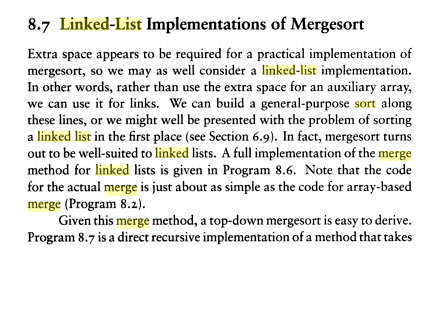 8.7 Linked-List Implementations of Mergesort
Extra space appears to be required for a practical implementation of
mergesort, so we may as well consider a linked-list implementation.
In other words, rather than use the extra space for an auxiliary array,
we can use it for links. We can build a general-purpose sort along
these lines, or we might well be presented with the problem of sorting
a linked list in the first place (see Section 6.9). In fact, mergesort turns
out to be well-suited to linked lists. A full implementation of the merge
method for linked lists is given in Program 8.6. Note that the code
for the actual merge is just about as simple as the code for array-based
merge (Program 8.2).
Given this merge method, a top-down mergesort is easy to derive.
Program 8.7 is a direct recursive implementation of a method that takes